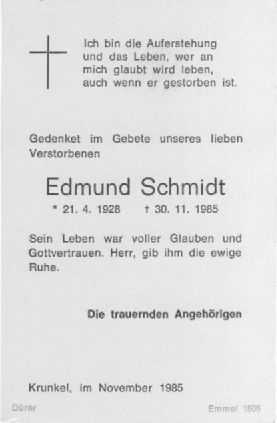 Ich bin die Auferstehung
und das Leben, wer an
mich glaubt wird leben,
auch wenn er gestorben ist.
Gedenket im Gebete unseres lieben
Verstorbenen
Edmund Schmidt
* 21. 4. 1928 † 30. 11. 1985
Sein Leben war voller Glauben und
Gottvertrauen. Herr, gib ihm die ewige
Ruhe.
Die trauernden Angehörigen
Krunkel, im November 1985
Dürer Emmel 1805